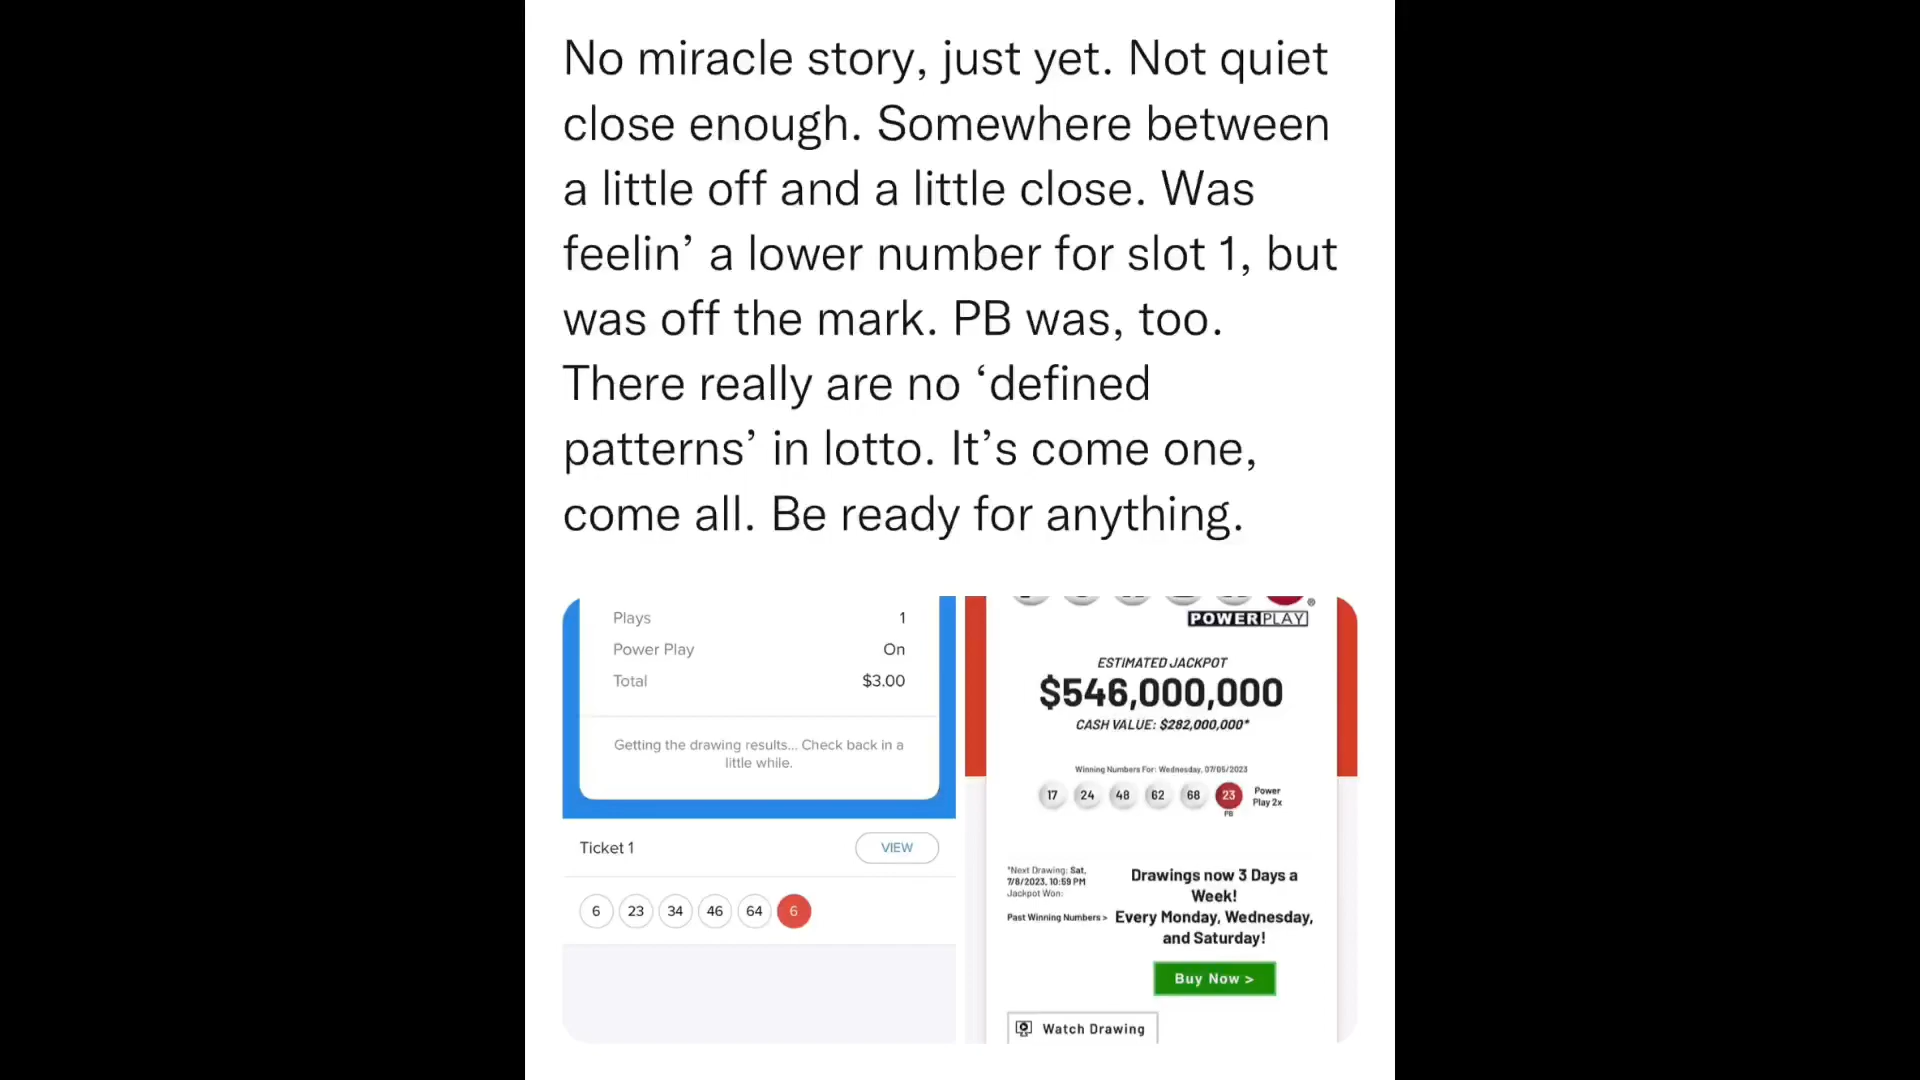 No miracle story, just yet. Not quiet
close enough. Somewhere between
a little off and a little close. Was
feelin’ a lower number for slot 1, but
was off the mark. PB was, too.
There really are no ‘defined
patterns’ in lotto. It’s come one,
come all. Be ready for anything.
Plays 1
Power Play On
Total $3.00
Getting the drawing results... Check back in a
little while.
Ticket 1 VIEW
6 23 34 46 64 6
®
POWERPLAY
ESTIMATED JACKPOT
$546,000,000
CASH VALUE: $282,000,000*
Winning Numbers For: Wednesday, 07/05/2023
17 24 48 62 68 23 Power
Play 2x
PB
*Next Drawing: Sat,
7/8/2023, 10:59 PM
Jackpot Won:
Past Winning Numbers >
Drawings now 3 Days a
Week!
Every Monday, Wednesday,
and Saturday!
Buy Now >
Watch Drawing